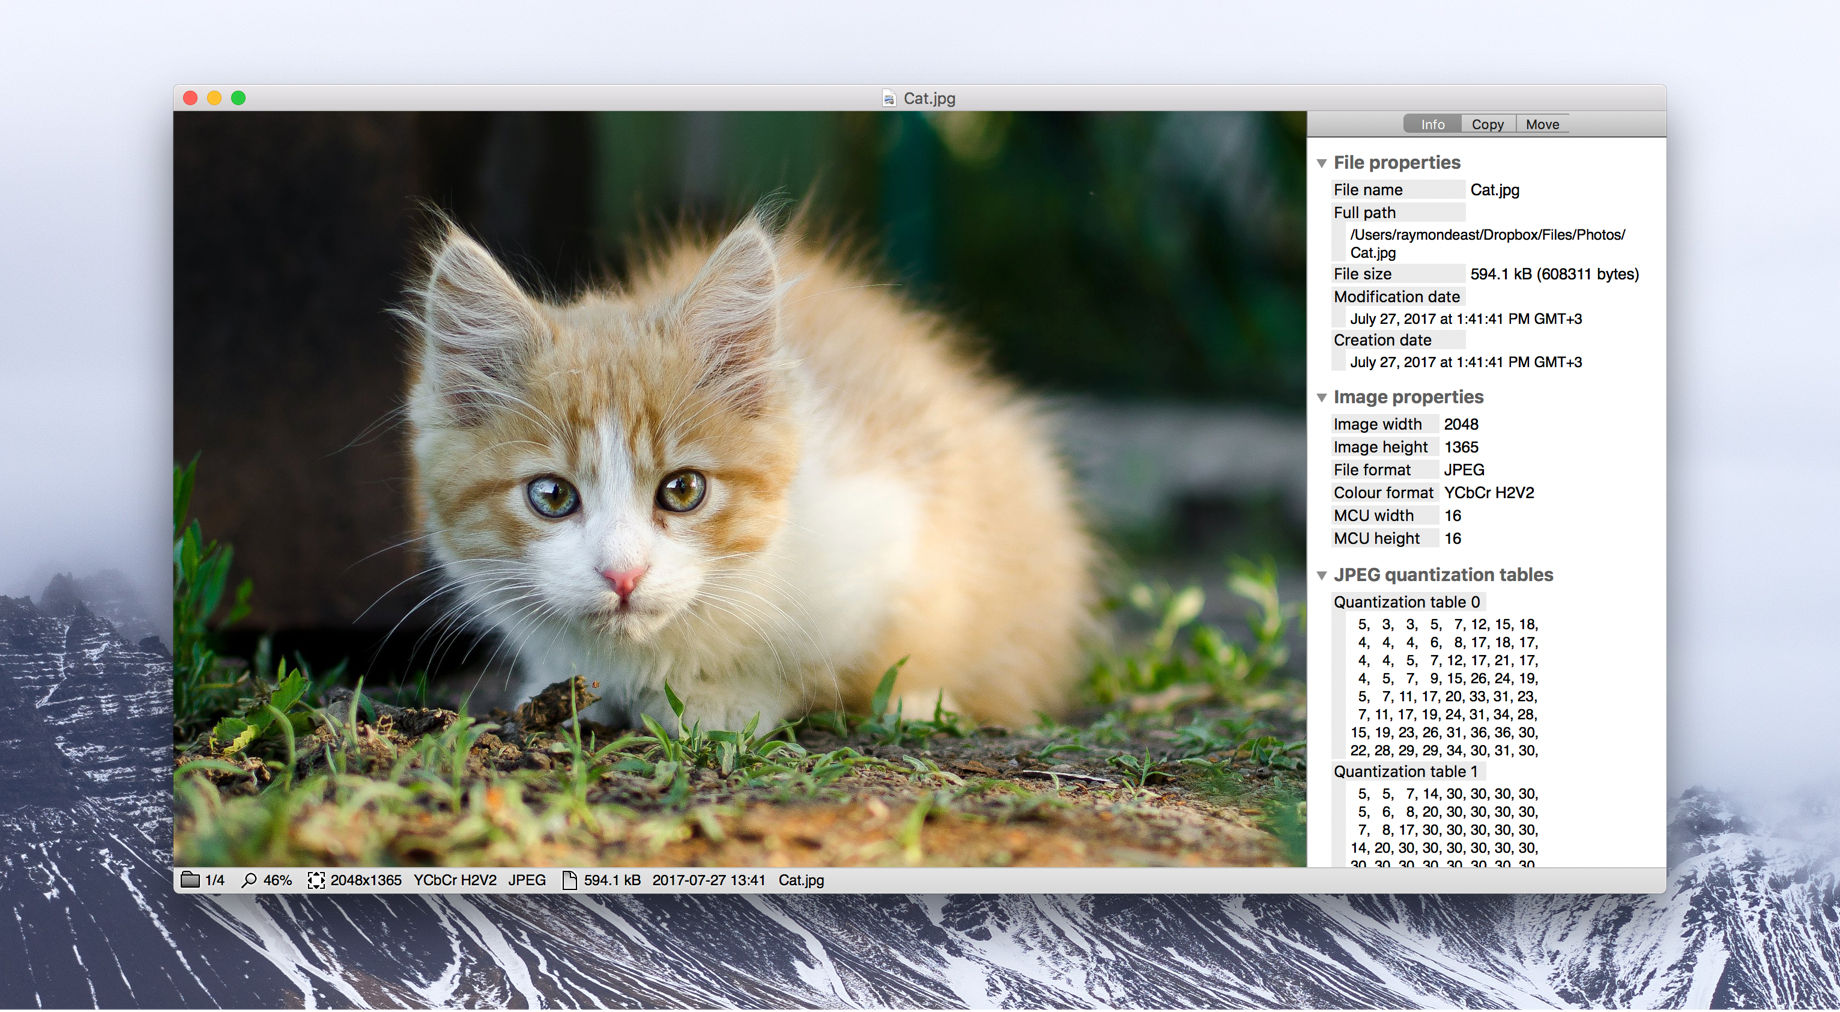 Cat.jpg
Info Copy Move
File properties
File name Cat.jpg
Full path
/Users/raymondeast/Dropbox/Files/Photos/
Cat.jpg
File size 594.1 kB (608311 bytes)
Modification date
July 27, 2017 at 1:41:41 PM GMT+3
Creation date
July 27, 2017 at 1:41:41 PM GMT+3
Image properties
Image width 2048
Image height 1365
File format JPEG
Colour format YCbCr H2V2
MCU width 16
MCU height 16
JPEG quantization tables
Quantization table 0
5, 3, 3, 5, 7, 12, 15, 18,
4, 4, 4, 6, 8, 17, 18, 17,
4, 4, 5, 7, 12, 17, 21, 17,
4, 5, 7, 9, 15, 26, 24, 19,
5, 7, 11, 17, 20, 33, 31, 23,
7, 11, 17, 19, 24, 31, 34, 28,
15, 19, 23, 26, 31, 36, 36, 30,
22, 28, 29, 29, 34, 30, 31, 30,
Quantization table 1
5, 5, 7, 14, 30, 30, 30, 30,
5, 6, 8, 20, 30, 30, 30, 30,
7, 8, 17, 30, 30, 30, 30, 30,
14, 20, 30, 30, 30, 30, 30, 30,
30, 30, 30, 30, 30, 30, 30, 30,
1/4 46% 2048x1365 YCbCr H2V2 JPEG 594.1 kB 2017-07-27 13:41 Cat.jpg